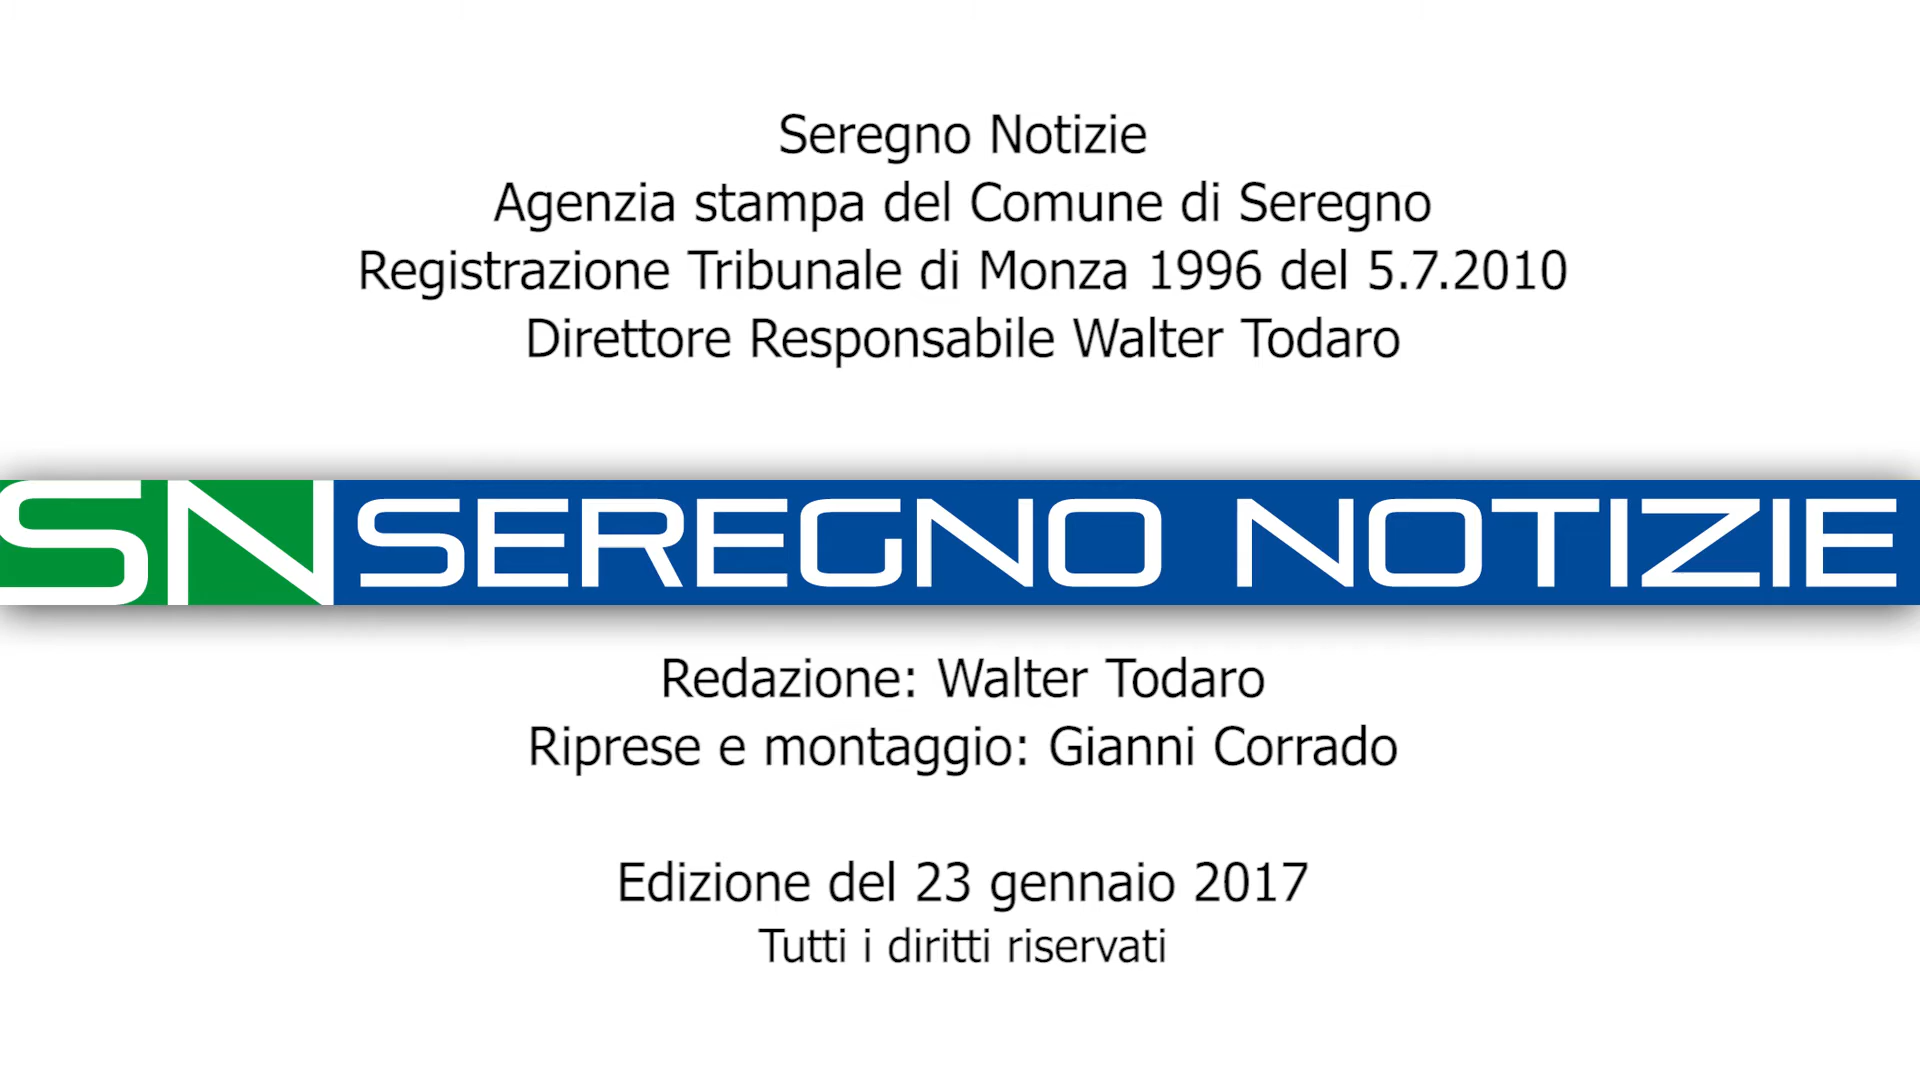 Seregno Notizie
Agenzia stampa del Comune di Seregno
Registrazione Tribunale di Monza 1996 del 5.7.2010
Direttore Responsabile Walter Todaro
SN SEREGNO NOTIZIE
Redazione: Walter Todaro
Riprese e montaggio: Gianni Corrado
Edizione del 23 gennaio 2017
Tutti i diritti riservati